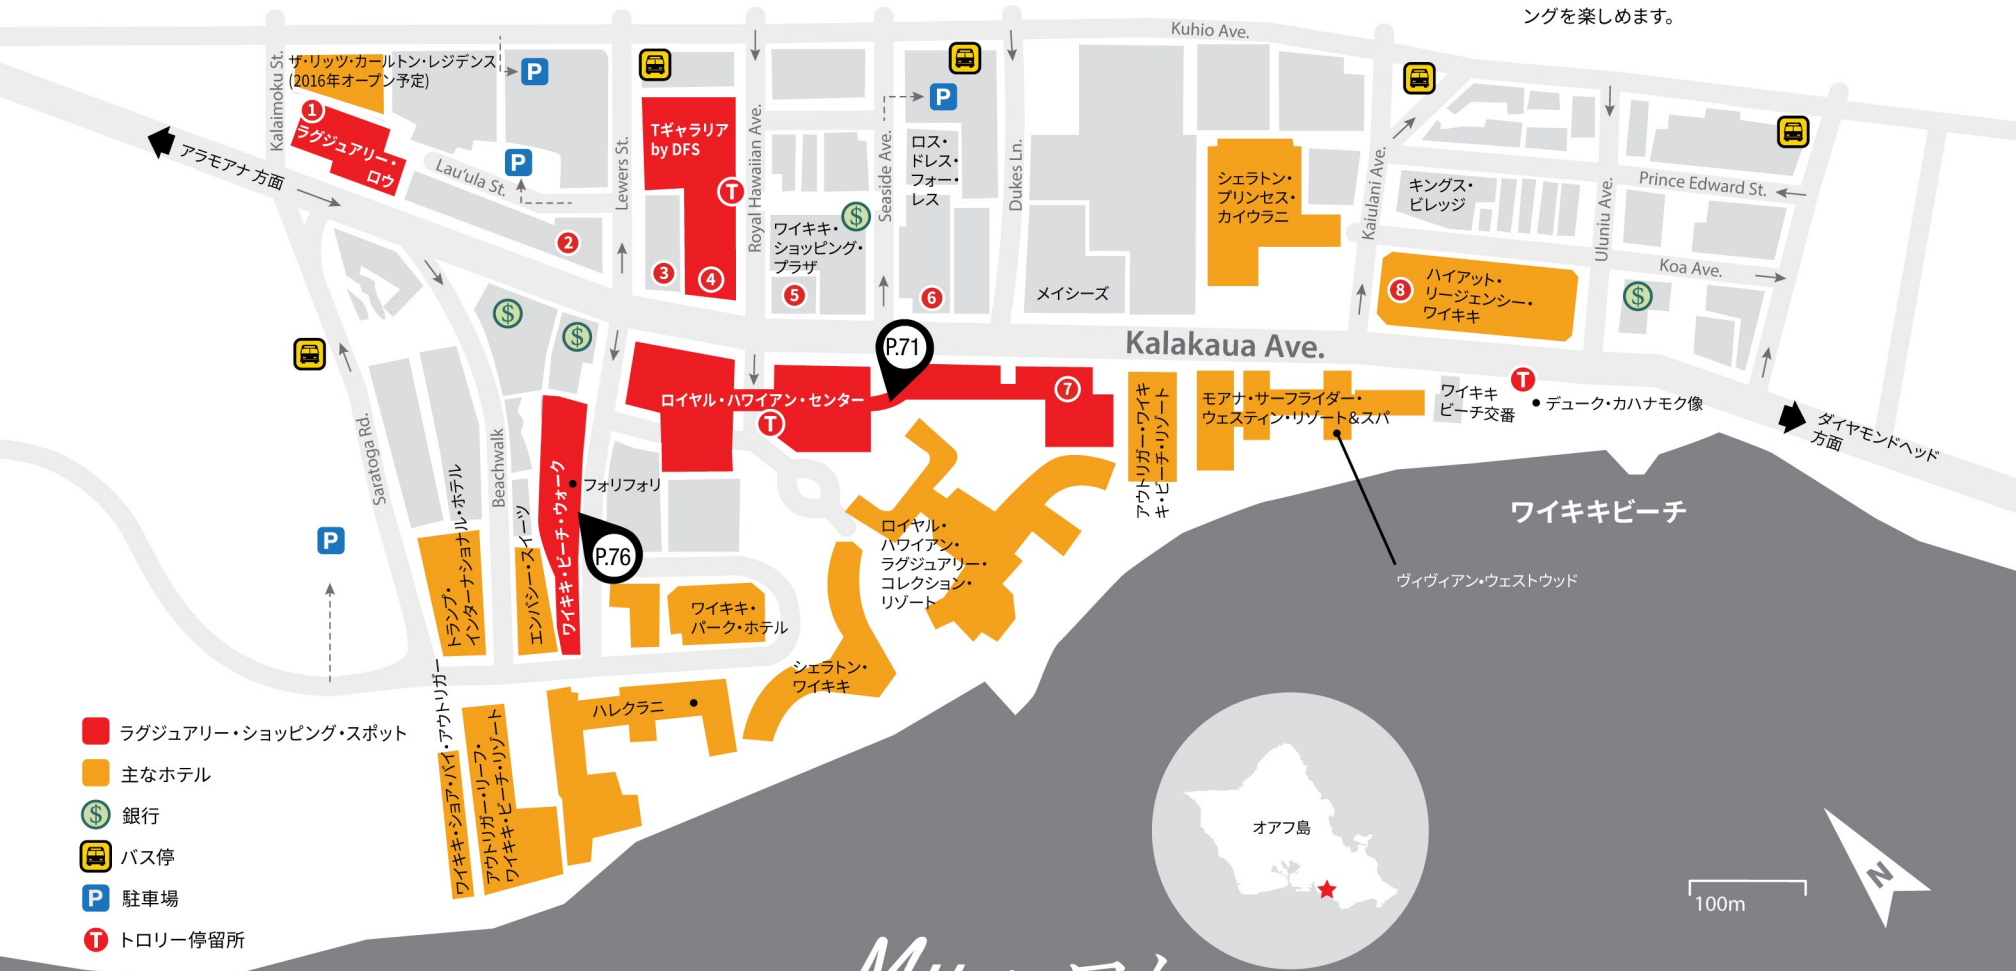 ングを楽しめます。
Kuhio Ave.
Kalaimoku St.
ザ・リッツ・カールトン・レジデンス
(2016年オープン予定)
P
1
ラグジュアリー・
ロウ
アラモアナ 方面
Lau'ula St.
P
2
Lewers St.
Tギャラリア
by DFS
T
3
4
Royal Hawaiian Ave.
ワイキキ・
ショッピング・
プラザ
$
5
Seaside Ave.
P
ロス・
ドレス・
フォー・
レス
6
Dukes Ln.
メイシーズ
シェラトン・
プリンセス・
カイウラニ
Kaiulani Ave.
キングス・
ビレッジ
Uluniu Ave.
Prince Edward St.
Koa Ave.
8
ハイアット・
リージェンシー・
ワイキキ
$
Kalakaua Ave.
$
$
P.71
ロイヤル・ハワイアン・センター
T
7
アウトリガー・ワイキ
キ・ビーチ・リゾート
モアナ・サーフライダー・
ウェスティン・リゾート&スパ
ワイキキ
ビーチ交番
T
デューク・カハナモク像
ダイヤモンドヘッド
方面
Saratoga Rd.
Beachwalk
ワイキキ・ビーチ・ウォーク
フォリフォリ
P.76
P
トランプ・
インターナショナル・ホテル
エンバシー・スイーツ
ワイキキ・
パーク・ホテル
ロイヤル・
ハワイアン・
ラグジュアリー・
コレクション・
リゾート
シェラトン・
ワイキキ
ワイキキビーチ
ヴィヴィアン・ウェストウッド
ハレクラニ
ワイキキ・ショア・バイ・アウトリガー
アウトリガー・リーフ・
ワイキキ・ビーチ・リゾート
ラグジュアリー・ショッピング・スポット
主なホテル
$ 銀行
バス停
P 駐車場
T トロリー停留所
オアフ島
100m
N